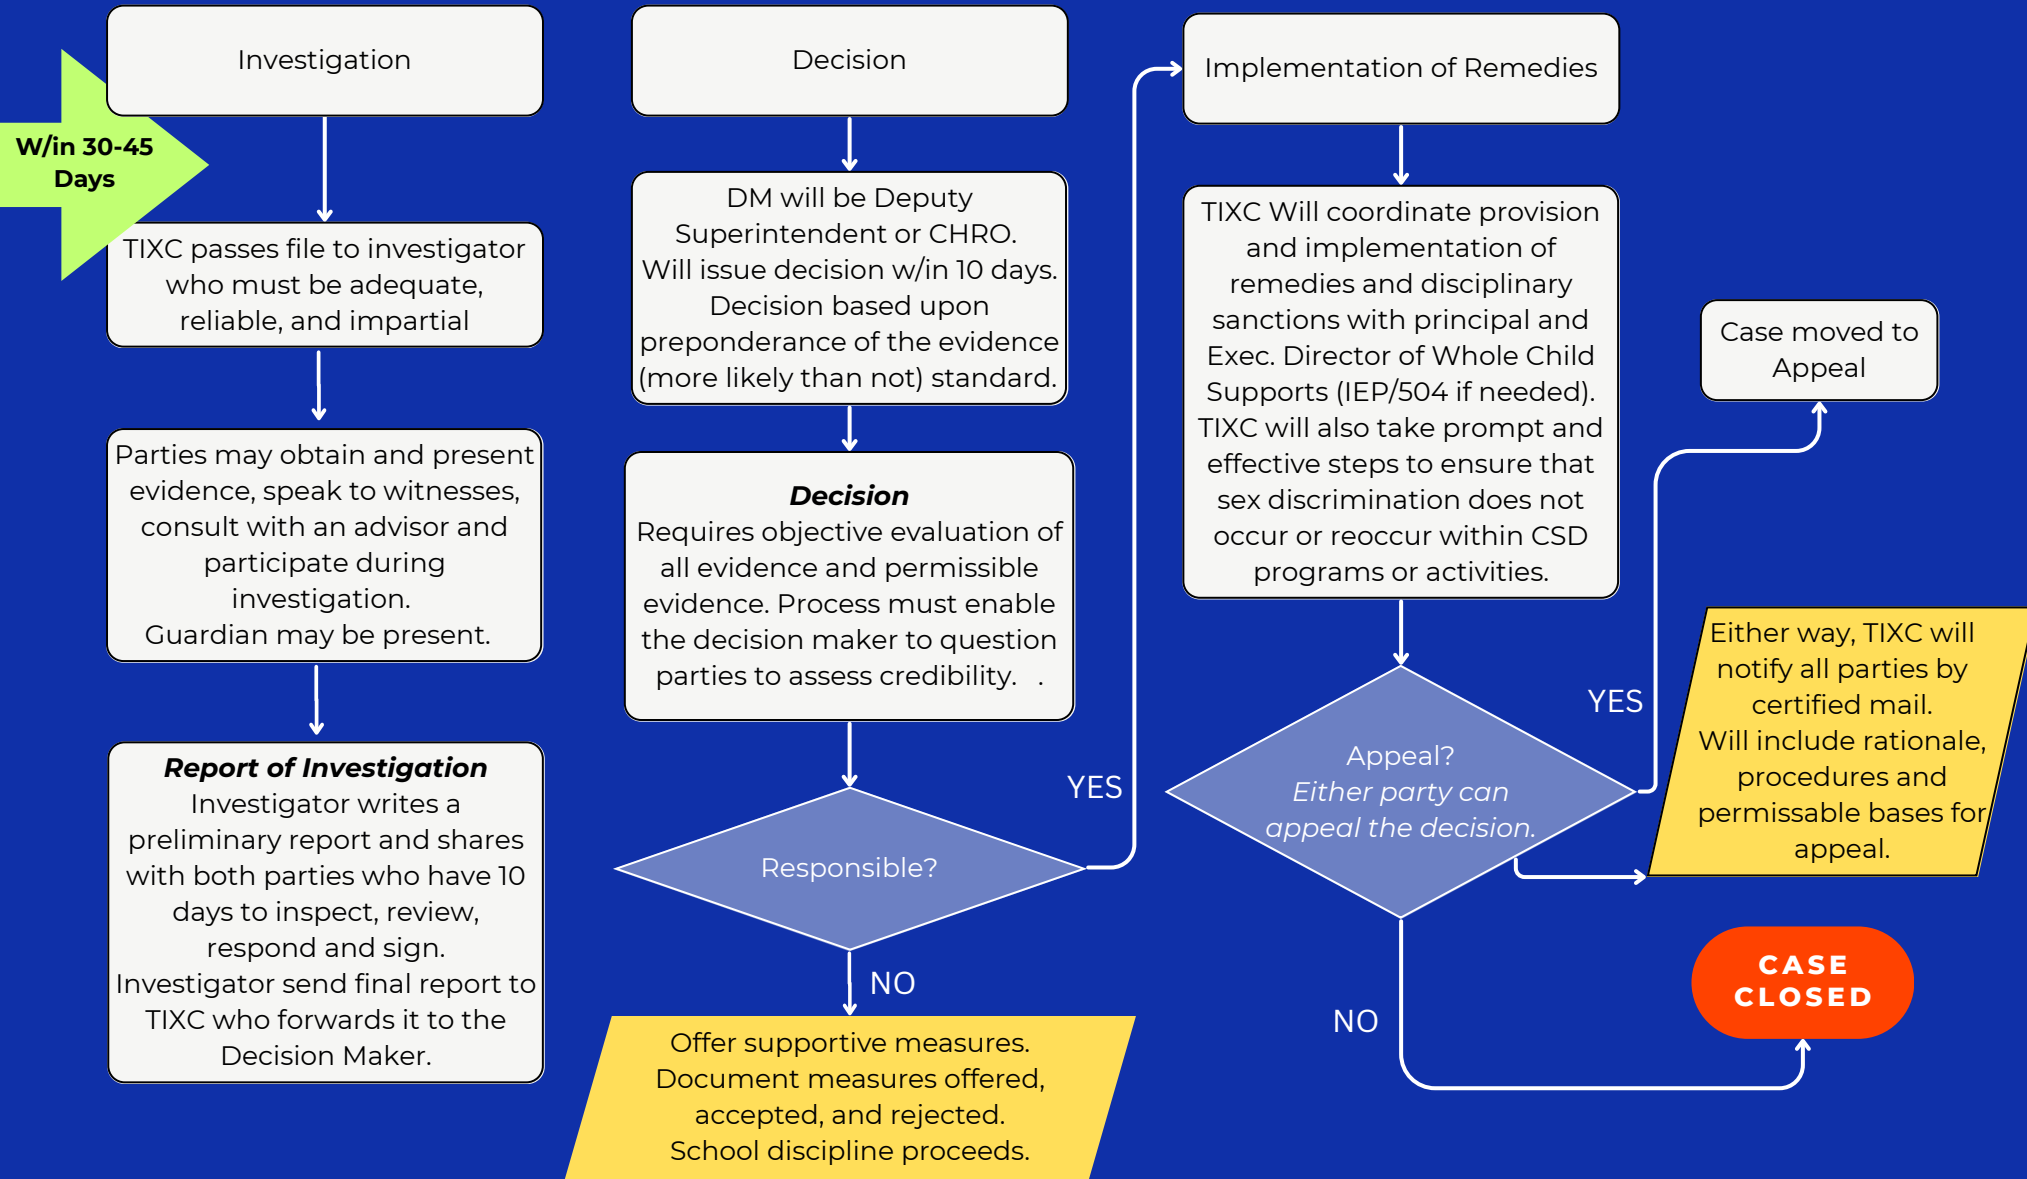 Investigation
W/in 30-45
Days
TIXC passes file to investigator
who must be adequate,
reliable, and impartial
Parties may obtain and present
evidence, speak to witnesses,
consult with an advisor and
participate during
investigation.
Guardian may be present.
Report of Investigation
Investigator writes a
preliminary report and shares
with both parties who have 10
days to inspect, review,
respond and sign.
Investigator send final report to
TIXC who forwards it to the
Decision Maker.
Decision
DM will be Deputy
Superintendent or CHRO.
Will issue decision w/in 10 days.
Decision based upon
preponderance of the evidence
(more likely than not) standard.
Decision
Requires objective evaluation of
all evidence and permissible
evidence. Process must enable
the decision maker to question
parties to assess credibility.   .
Responsible?
YES
NO
Offer supportive measures.
Document measures offered,
accepted, and rejected.
School discipline proceeds.
Implementation of Remedies
TIXC Will coordinate provision
and implementation of
remedies and disciplinary
sanctions with principal and
Exec. Director of Whole Child
Supports (IEP/504 if needed).
TIXC will also take prompt and
effective steps to ensure that
sex discrimination does not
occur or reoccur within CSD
programs or activities.
Appeal?
Either party can
appeal the decision.
YES
NO
Case moved to
Appeal
Either way, TIXC will
notify all parties by
certified mail.
Will include rationale,
procedures and
permissable bases for
appeal.
CASE
CLOSED